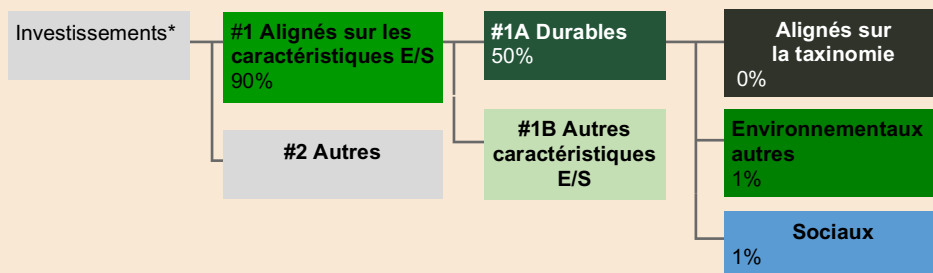 Investissements*
#1 Alignés sur les
caractéristiques E/S
90%
#2 Autres
#1A Durables
50%
#1B Autres
caractéristiques
E/S
Alignés sur
la taxinomie
0%
Environnementaux
autres
1%
Sociaux
1%